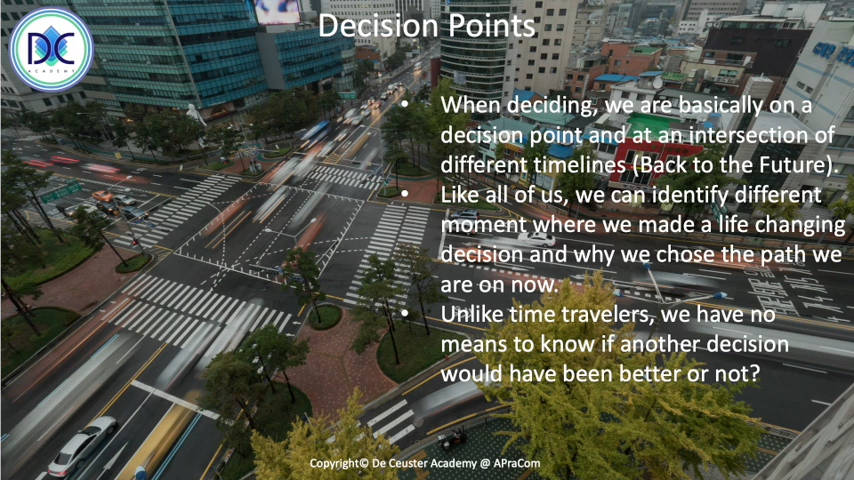 Decision Points
DC
ACADEMY
• When deciding, we are basically on a
decision point and at an intersection of
different timelines (Back to the Future).
• Like all of us, we can identify different
moment where we made a life changing
decision and why we chose the path we
are on now.
• Unlike time travelers, we have no
means to know if another decision
would have been better or not?
Copyright© De Ceuster Academy @ APraCom